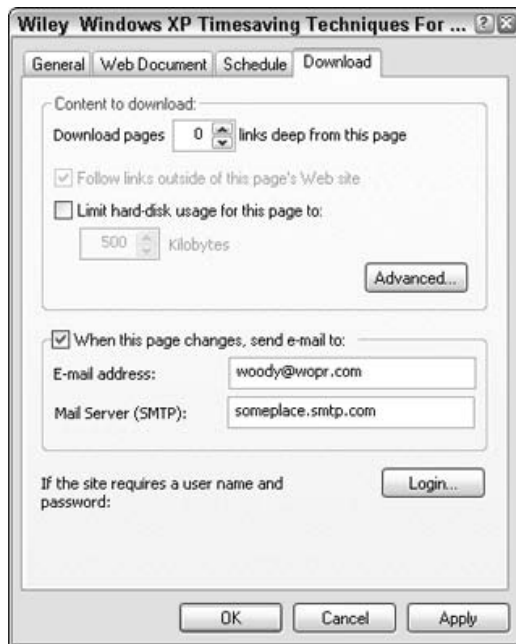 Wiley Windows XP Timesaving Techniques For ...
General Web Document Schedule Download
Content to download:
Download pages 0 links deep from this page
Follow links outside of this page's Web site
Limit hard-disk usage for this page to:
500 Kilobytes
Advanced...
When this page changes, send e-mail to:
E-mail address: woody@wopr.com
Mail Server (SMTP): someplace.smtp.com
If the site requires a user name and
password:
Login...
OK Cancel Apply